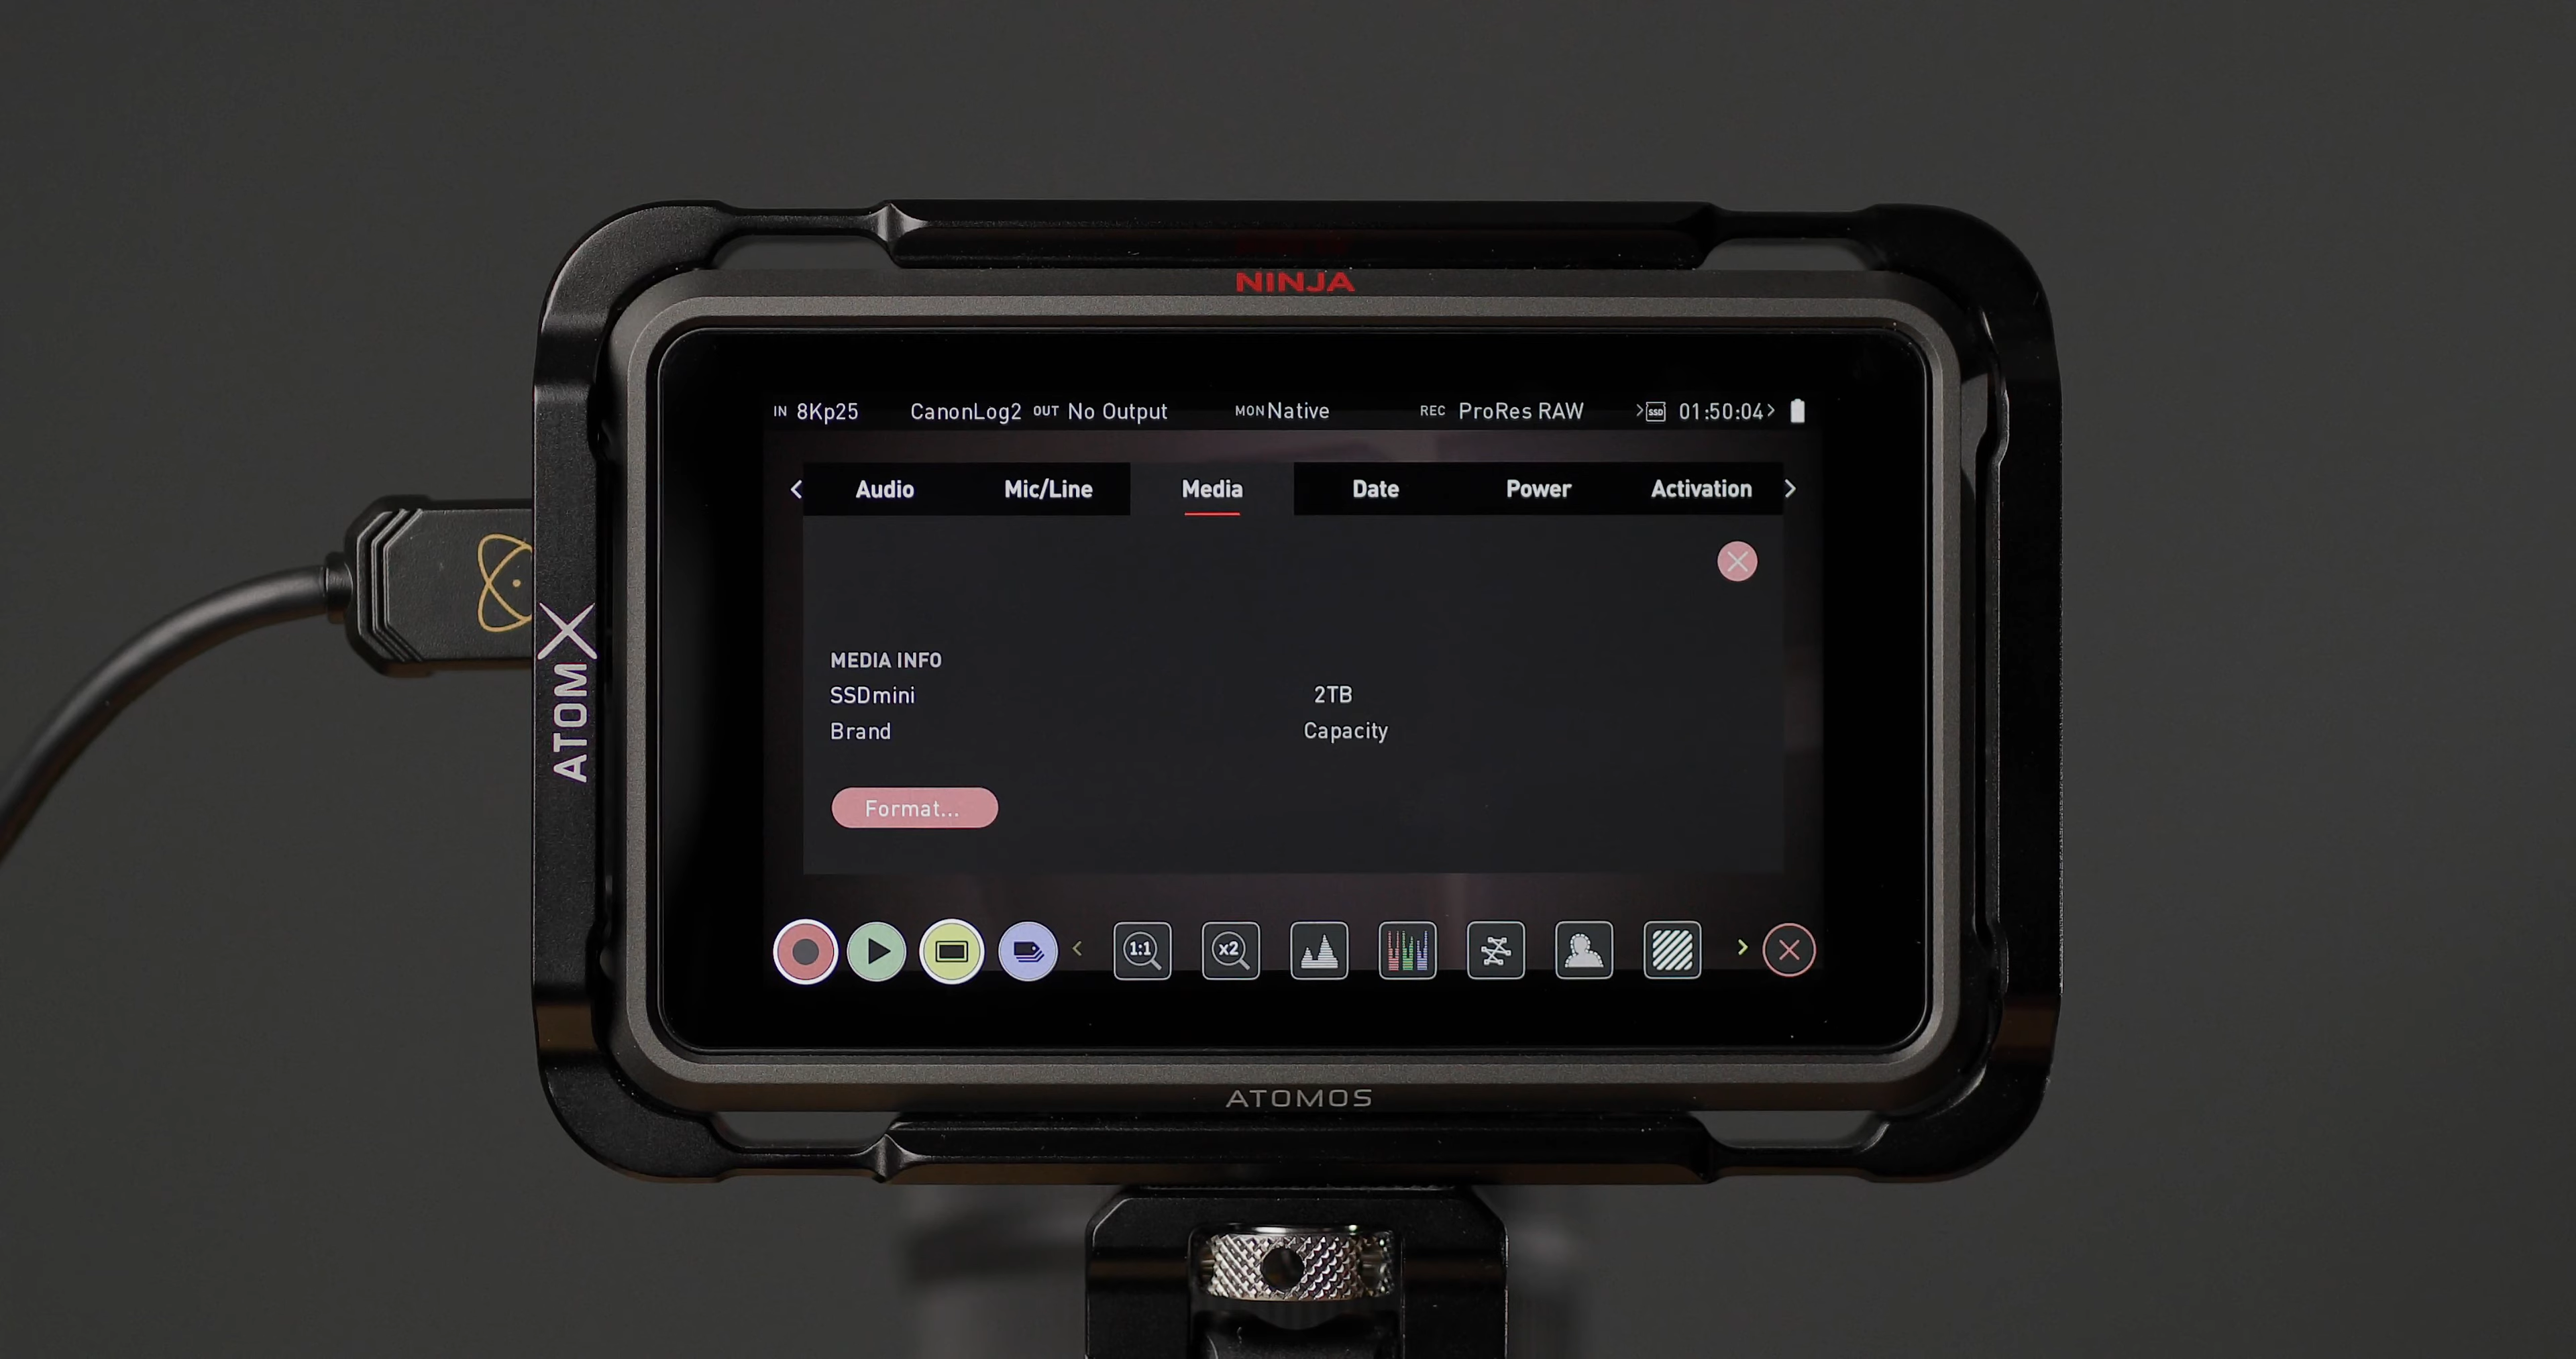 NINJA
IN 8Kp25 CanonLog2 OUT No Output MON Native REC ProRes RAW >SSD 01:50:04>
< Audio Mic/Line Media Date Power Activation >
MEDIA INFO
SSDmini 2TB
Brand Capacity
Format...
1:1 x2
ATOMX
ATOMOS